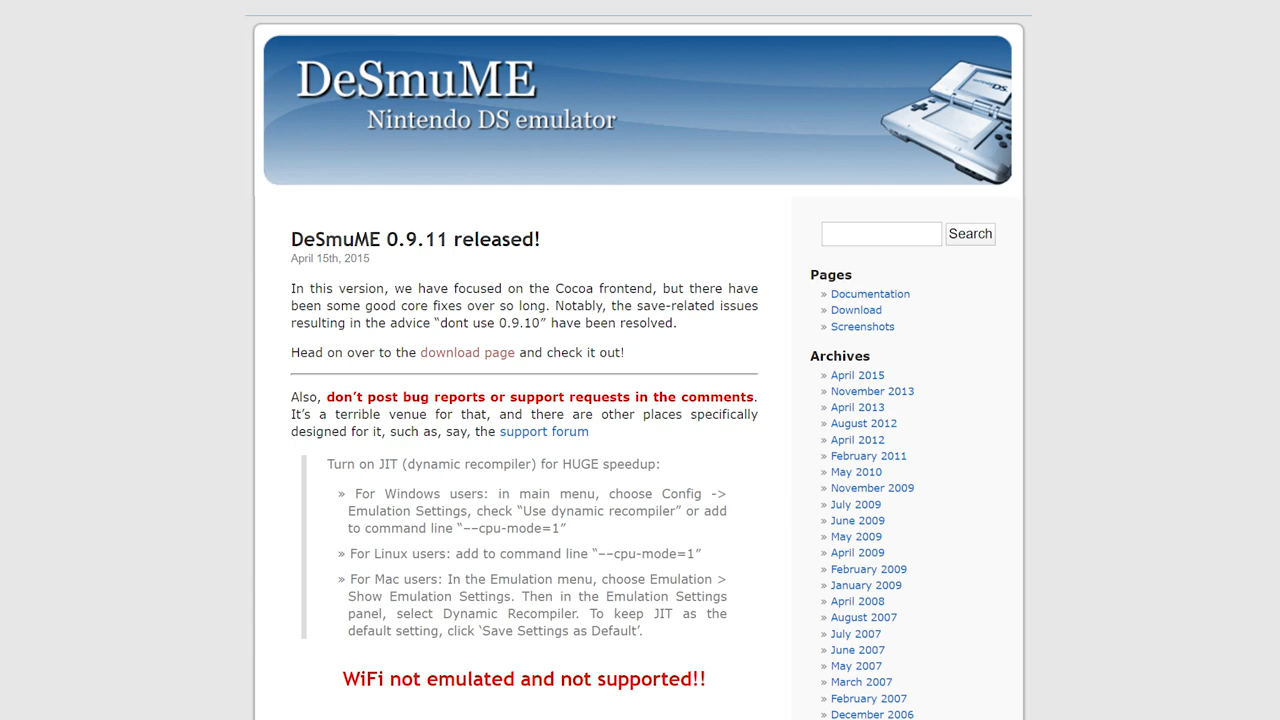 DeSmuME
Nintendo DS emulator
DeSmuME 0.9.11 released!
April 15th, 2015
In this version, we have focused on the Cocoa frontend, but there have
been some good core fixes over so long. Notably, the save-related issues
resulting in the advice “dont use 0.9.10” have been resolved.
Head on over to the download page and check it out!
Also, don’t post bug reports or support requests in the comments.
It’s a terrible venue for that, and there are other places specifically
designed for it, such as, say, the support forum
Turn on JIT (dynamic recompiler) for HUGE speedup:
» For Windows users: in main menu, choose Config ->
Emulation Settings, check “Use dynamic recompiler” or add
to command line “––cpu-mode=1”
» For Linux users: add to command line “––cpu-mode=1”
» For Mac users: In the Emulation menu, choose Emulation >
Show Emulation Settings. Then in the Emulation Settings
panel, select Dynamic Recompiler. To keep JIT as the
default setting, click ‘Save Settings as Default’.
WiFi not emulated and not supported!!
Search
Pages
» Documentation
» Download
» Screenshots
Archives
» April 2015
» November 2013
» April 2013
» August 2012
» April 2012
» February 2011
» May 2010
» November 2009
» July 2009
» June 2009
» May 2009
» April 2009
» February 2009
» January 2009
» April 2008
» August 2007
» July 2007
» June 2007
» May 2007
» March 2007
» February 2007
» December 2006